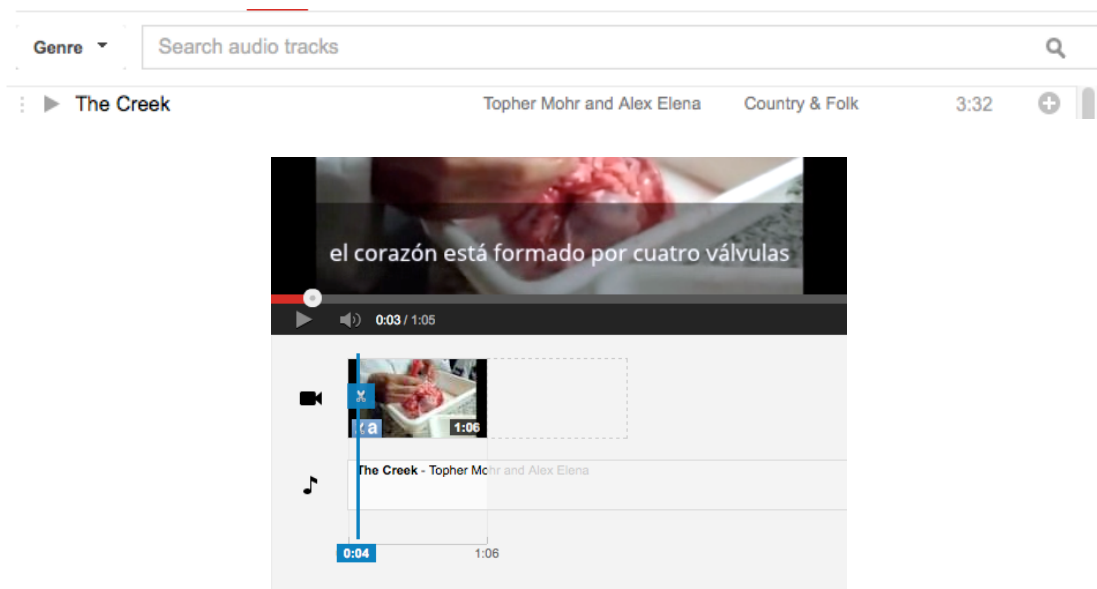 Genre
Search audio tracks
The Creek Topher Mohr and Alex Elena Country & Folk 3:32
el corazón está formado por cuatro válvulas
0:03 / 1:05
a 1:06
The Creek - Topher Mohr and Alex Elena
0:04 1:06